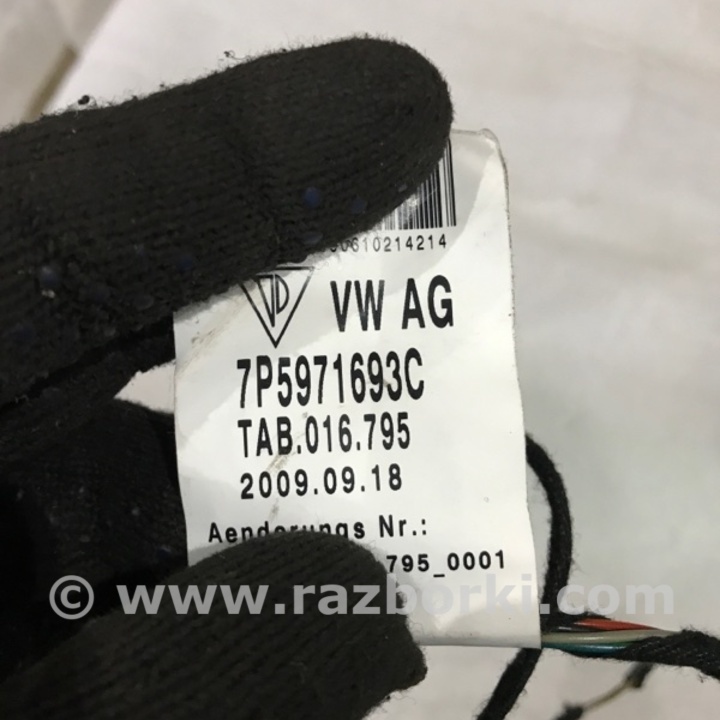 90610214214
VW AG
7P5971693C
TAB.016.795
2009.09.18
Aenderungs Nr.:
795_0001
© www.razborki.com